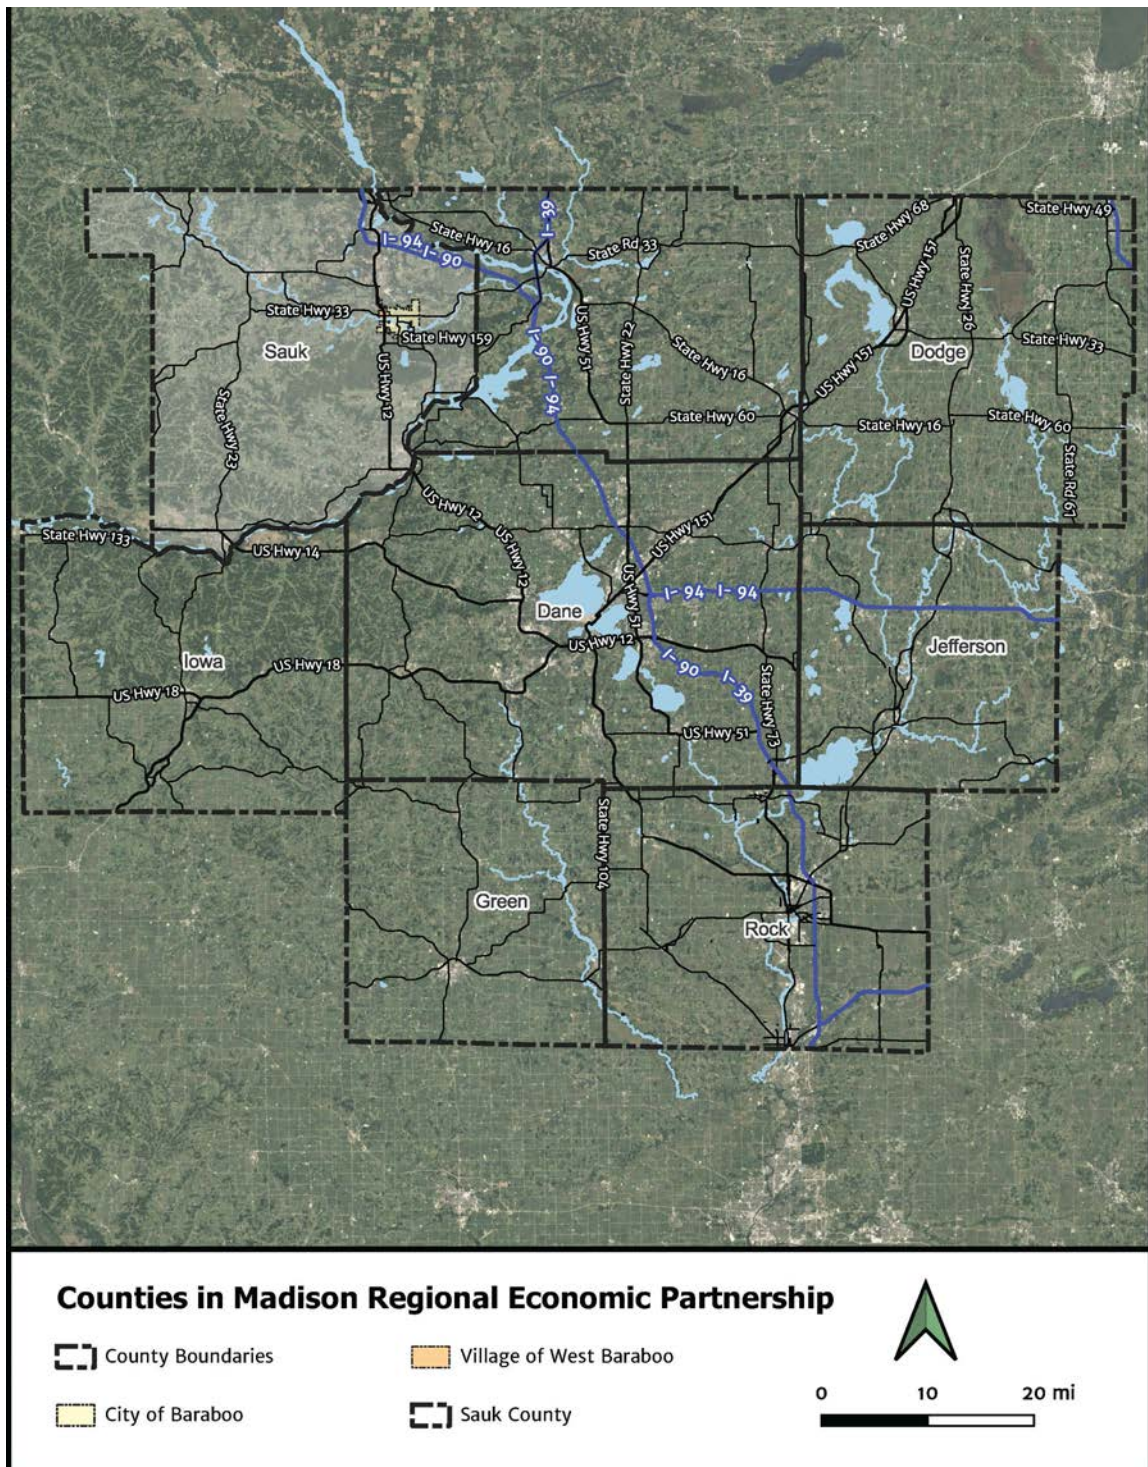 I-39
State Hwy 68
State Hwy 49
State Hwy 16
I-94
I-90
State Rd 33
US Hwy 151
State Hwy 26
State Hwy 33
State Hwy 159
Sauk
US Hwy 12
State Hwy 23
I-90
I-94
US Hwy 51
State Hwy 22
State Hwy 16
State Hwy 60
US Hwy 151
Dodge
State Hwy 33
State Hwy 16
State Hwy 60
State Rd 61
State Hwy 133
US Hwy 14
US Hwy 12
US Hwy 12
US Hwy 151
US Hwy 51
Dane
I-94
I-94
US Hwy 12
Jefferson
Iowa
US Hwy 18
US Hwy 18
I-90
I-39
State Hwy 73
US Hwy 51
State Hwy 104
Green
Rock
Counties in Madison Regional Economic Partnership
County Boundaries
Village of West Baraboo
City of Baraboo
Sauk County
0 10 20 mi